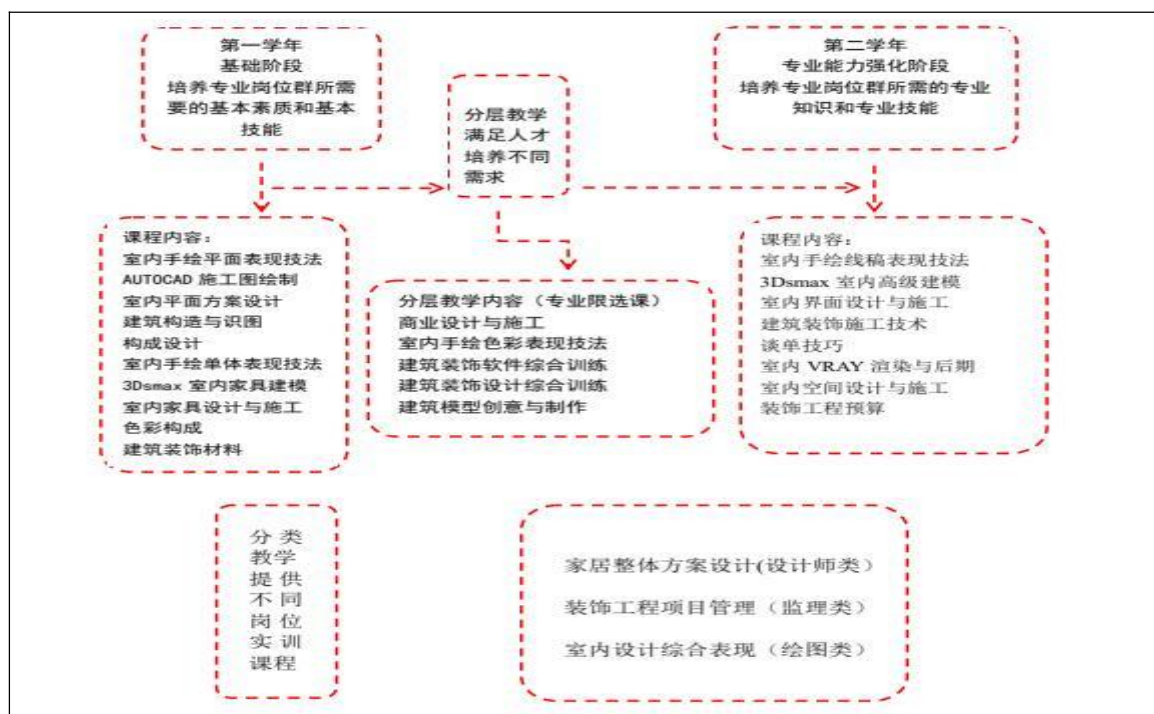 第一学年
基础阶段
培养专业岗位群所需
要的基本素质和基本
技能
分层教学
满足人才
培养不同
需求
第二学年
专业能力强化阶段
培养专业岗位群所需的专业
知识和专业技能
课程内容：
室内手绘平面表现技法
AUTOCAD 施工图绘制
室内平面方案设计
建筑构造与识图
构成设计
室内手绘单体表现技法
3Dsmax 室内家具建模
室内家具设计与施工
色彩构成
建筑装饰材料
分层教学内容（专业限选课）
商业设计与施工
室内手绘色彩表现技法
建筑装饰软件综合训练
建筑装饰设计综合训练
建筑模型创意与制作
课程内容：
室内手绘线稿表现技法
3Dsmax 室内高级建模
室内界面设计与施工
建筑装饰施工技术
谈单技巧
室内 VRAY 渲染与后期
室内空间设计与施工
装饰工程预算
分 类
教学
提 供
不 同
岗 位
实 训
课程
家居整体方案设计(设计师类）
装饰工程项目管理（监理类）
室内设计综合表现（绘图类）